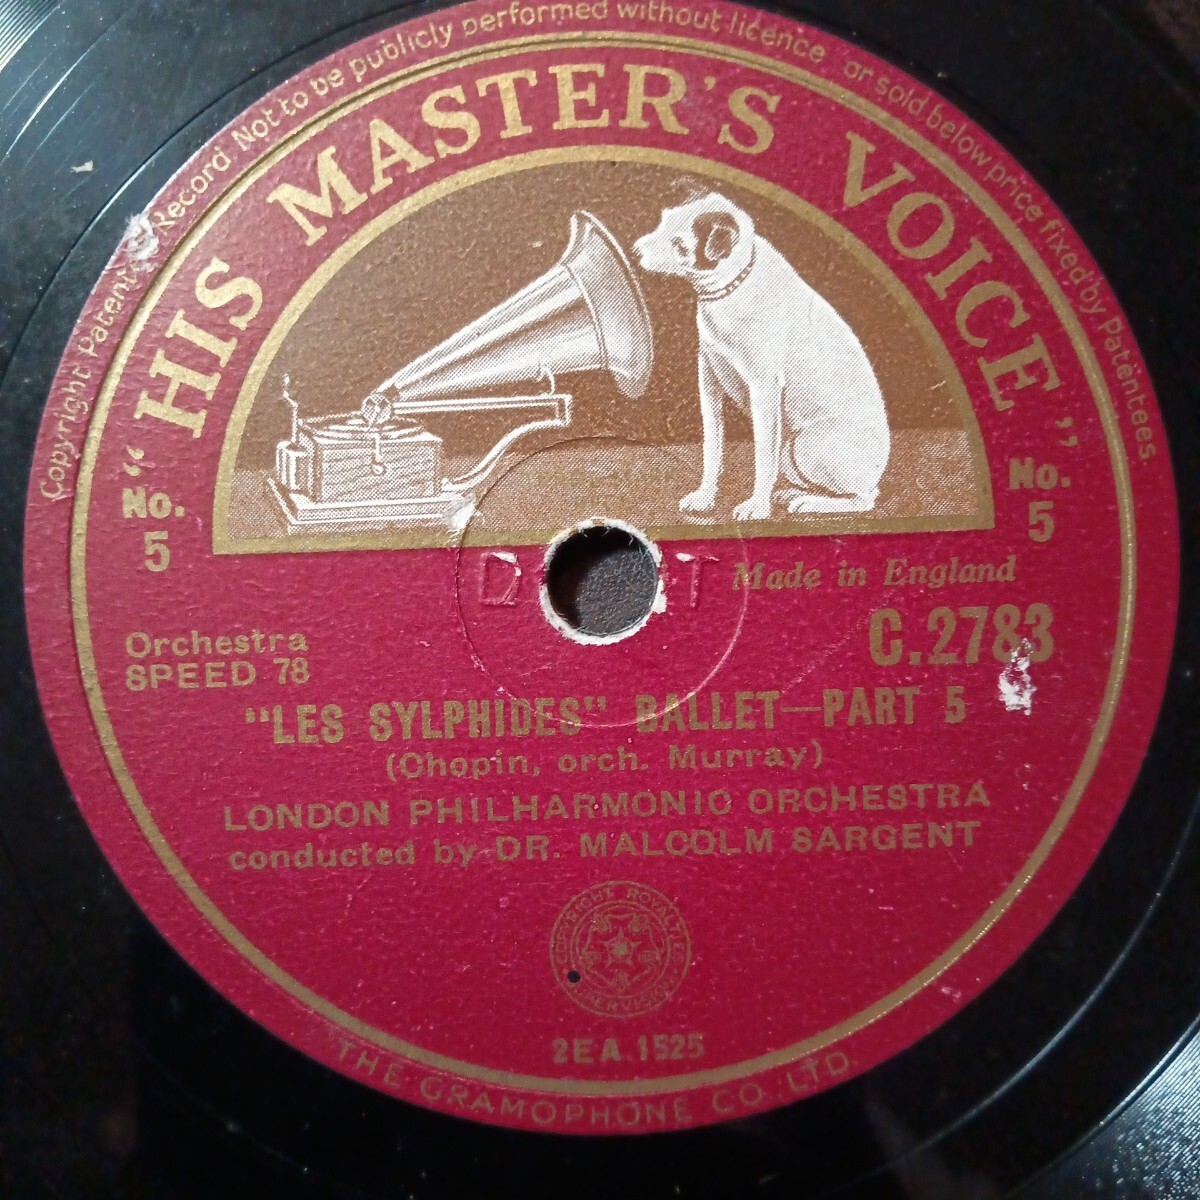 Copyright Patented Record Not to be publicly performed without licence or sold below price fixed by Patentees.
"HIS MASTER'S VOICE"
No. 5
No. 5
D T
Made in England
C.2783
Orchestra
SPEED 78
"LES SYLPHIDES" BALLET—PART 5
(Chopin, orch. Murray)
LONDON PHILHARMONIC ORCHESTRA
conducted by DR. MALCOLM SARGENT
COPYRIGHT ROYALTIES
2EA.1525
THE GRAMOPHONE CO. LTD.